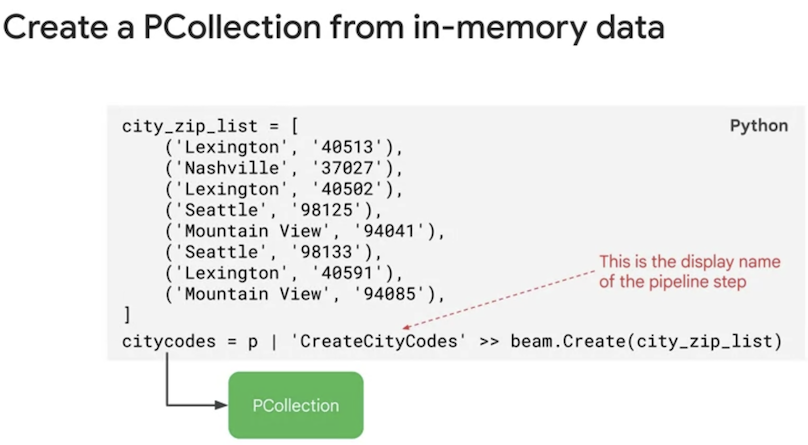 Create a PCollection from in-memory data
Python
city_zip_list = [
    ('Lexington', '40513'),
    ('Nashville', '37027'),
    ('Lexington', '40502'),
    ('Seattle', '98125'),
    ('Mountain View', '94041'),
    ('Seattle', '98133'),
    ('Lexington', '40591'),
    ('Mountain View', '94085'),
]
This is the display name
of the pipeline step
citycodes = p | 'CreateCityCodes' >> beam.Create(city_zip_list)
PCollection